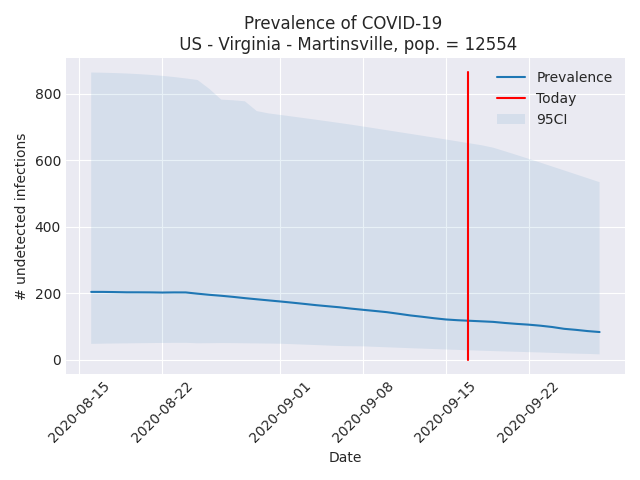 Prevalence of COVID-19
US - Virginia - Martinsville, pop. = 12554
Prevalence
Today
95CI
# undetected infections
800
600
400
200
0
2020-08-15
2020-08-22
2020-09-01
2020-09-08
2020-09-15
2020-09-22
Date